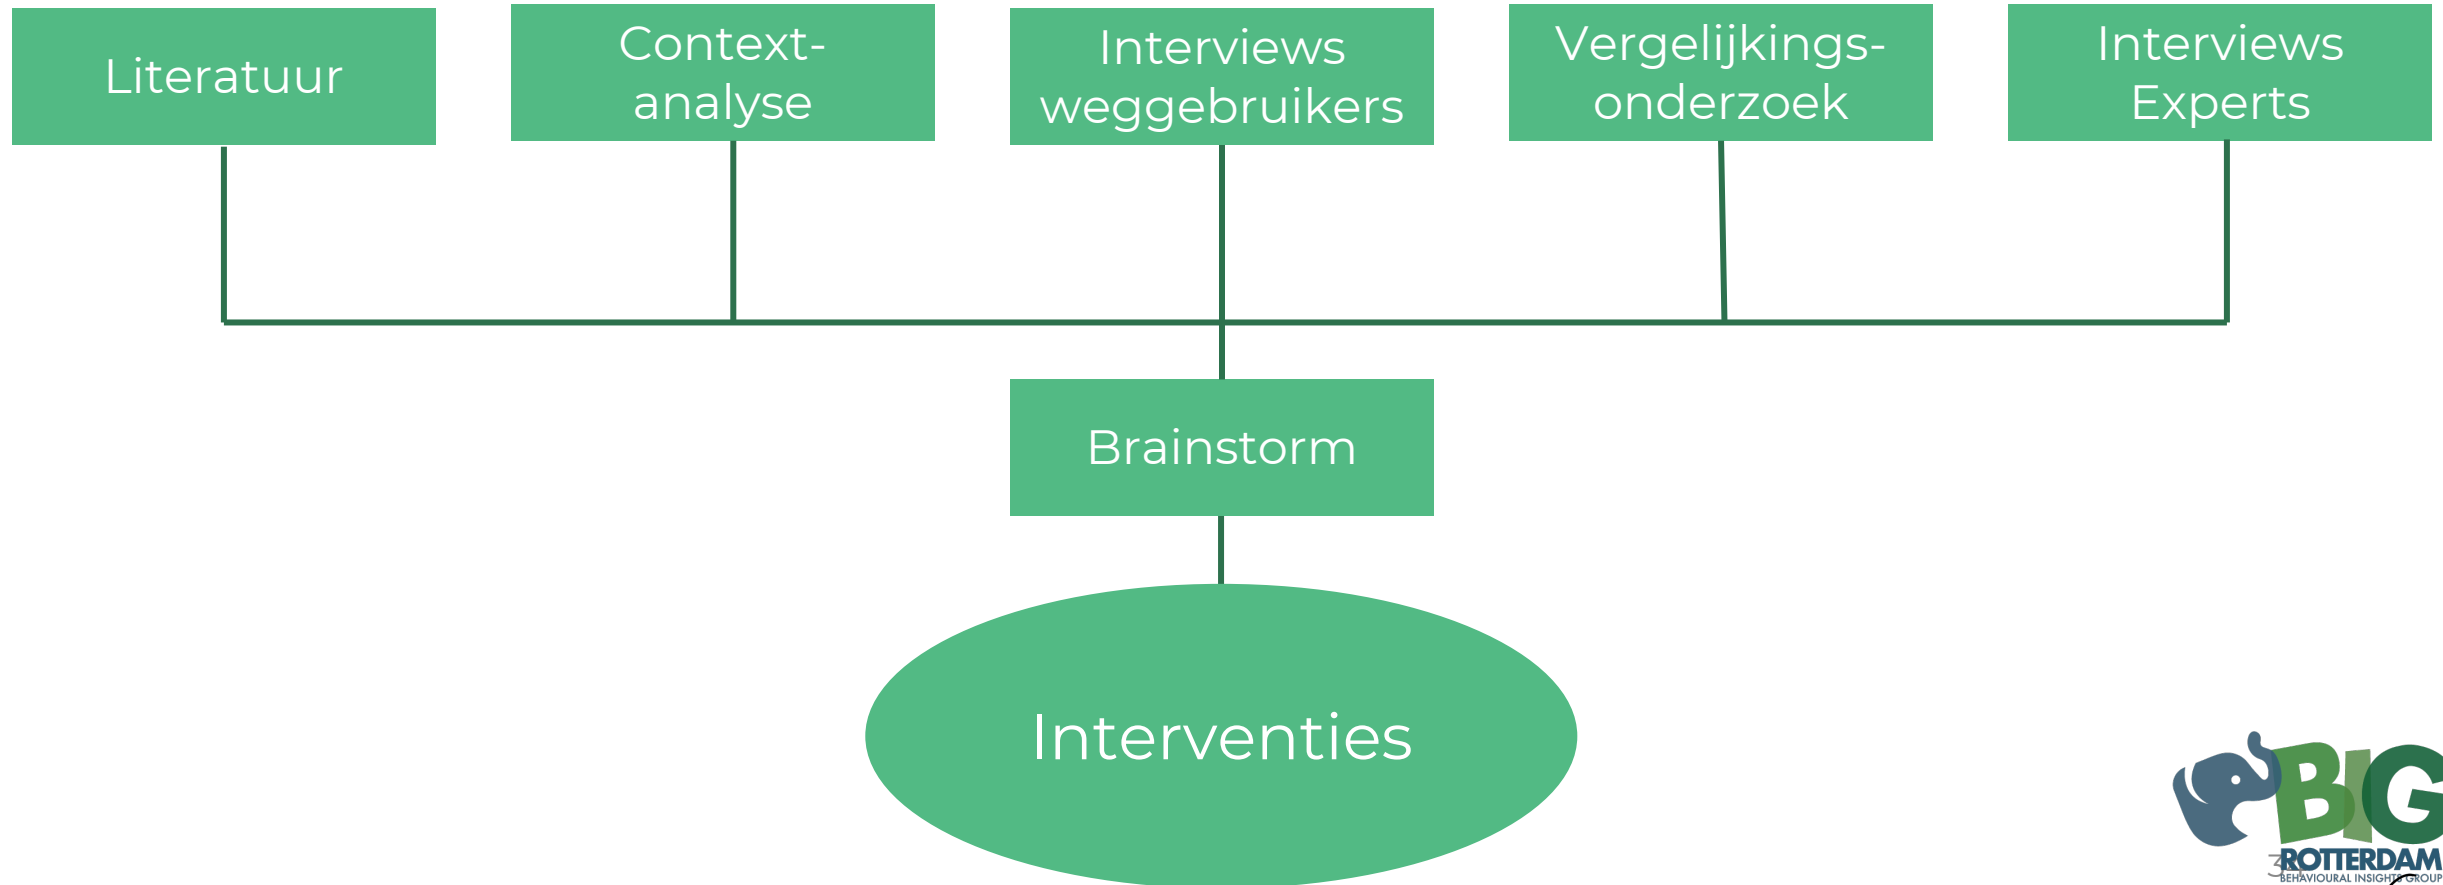 Literatuur
Context-
analyse
Interviews
weggebruikers
Vergelijkings-
onderzoek
Interviews
Experts
Brainstorm
Interventies
BIG
ROTTERDAM
BEHAVIOURAL INSIGHTS GROUP